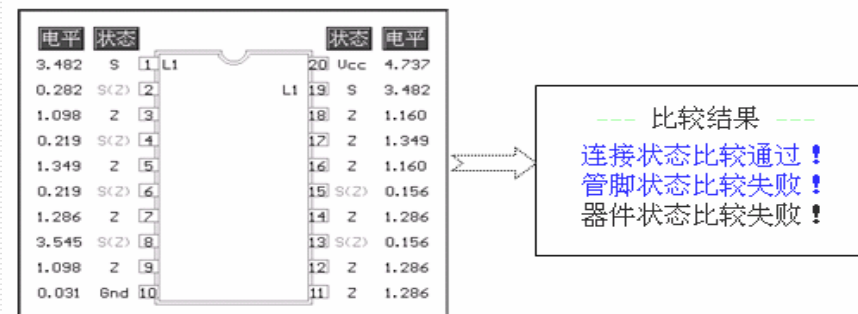 电平 状态 状态 电平
3.482 S 1 L1 20 Vcc 4.737
0.282 S(Z) 2 L1 19 S 3.482
1.098 Z 3 18 Z 1.160
0.219 S(Z) 4 17 Z 1.349
1.349 Z 5 16 Z 1.160
0.219 S(Z) 6 15 S(Z) 0.156
1.286 Z 7 14 Z 1.286
3.545 S(Z) 8 13 S(Z) 0.156
1.098 Z 9 12 Z 1.286
0.031 Gnd 10 11 Z 1.286
--- 比较结果 ---
连接状态比较通过！
管脚状态比较失败！
器件状态比较失败！